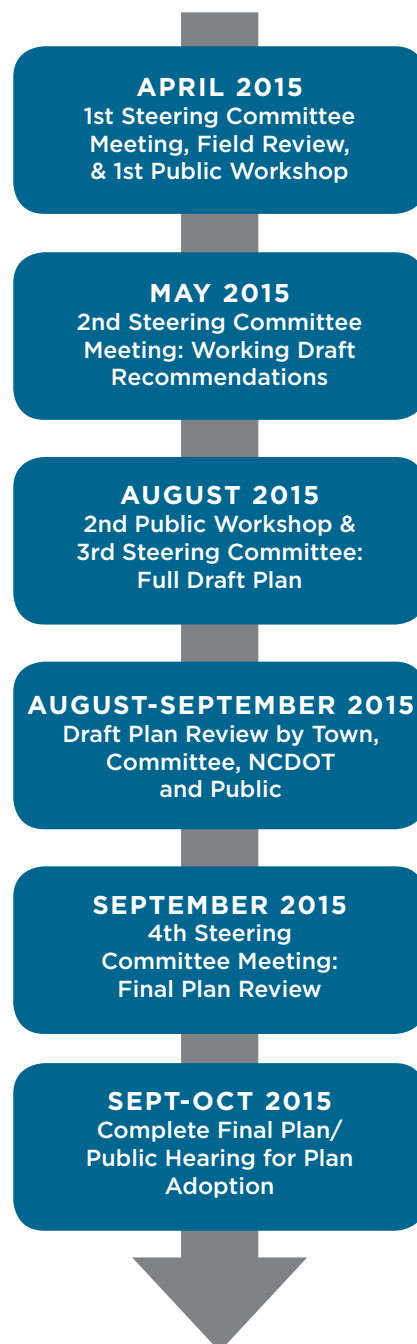 APRIL 2015
1st Steering Committee
Meeting, Field Review,
& 1st Public Workshop
MAY 2015
2nd Steering Committee
Meeting: Working Draft
Recommendations
AUGUST 2015
2nd Public Workshop &
3rd Steering Committee:
Full Draft Plan
AUGUST-SEPTEMBER 2015
Draft Plan Review by Town,
Committee, NCDOT
and Public
SEPTEMBER 2015
4th Steering
Committee Meeting:
Final Plan Review
SEPT-OCT 2015
Complete Final Plan/
Public Hearing for Plan
Adoption